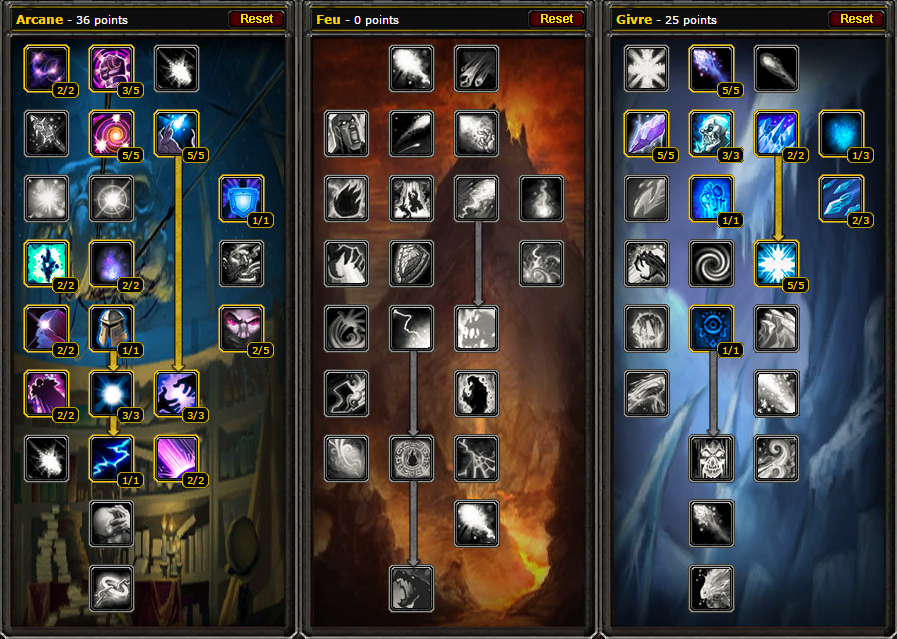 Arcane - 36 points Reset Feu - 0 points Reset Givre - 25 points Reset
2/2 3/5 5/5
5/5 5/5 5/5 3/3 2/2 1/3
1/1 1/1 2/3
2/2 2/2 5/5
2/2 1/1 2/5 1/1
2/2 3/3 3/3
1/1 2/2